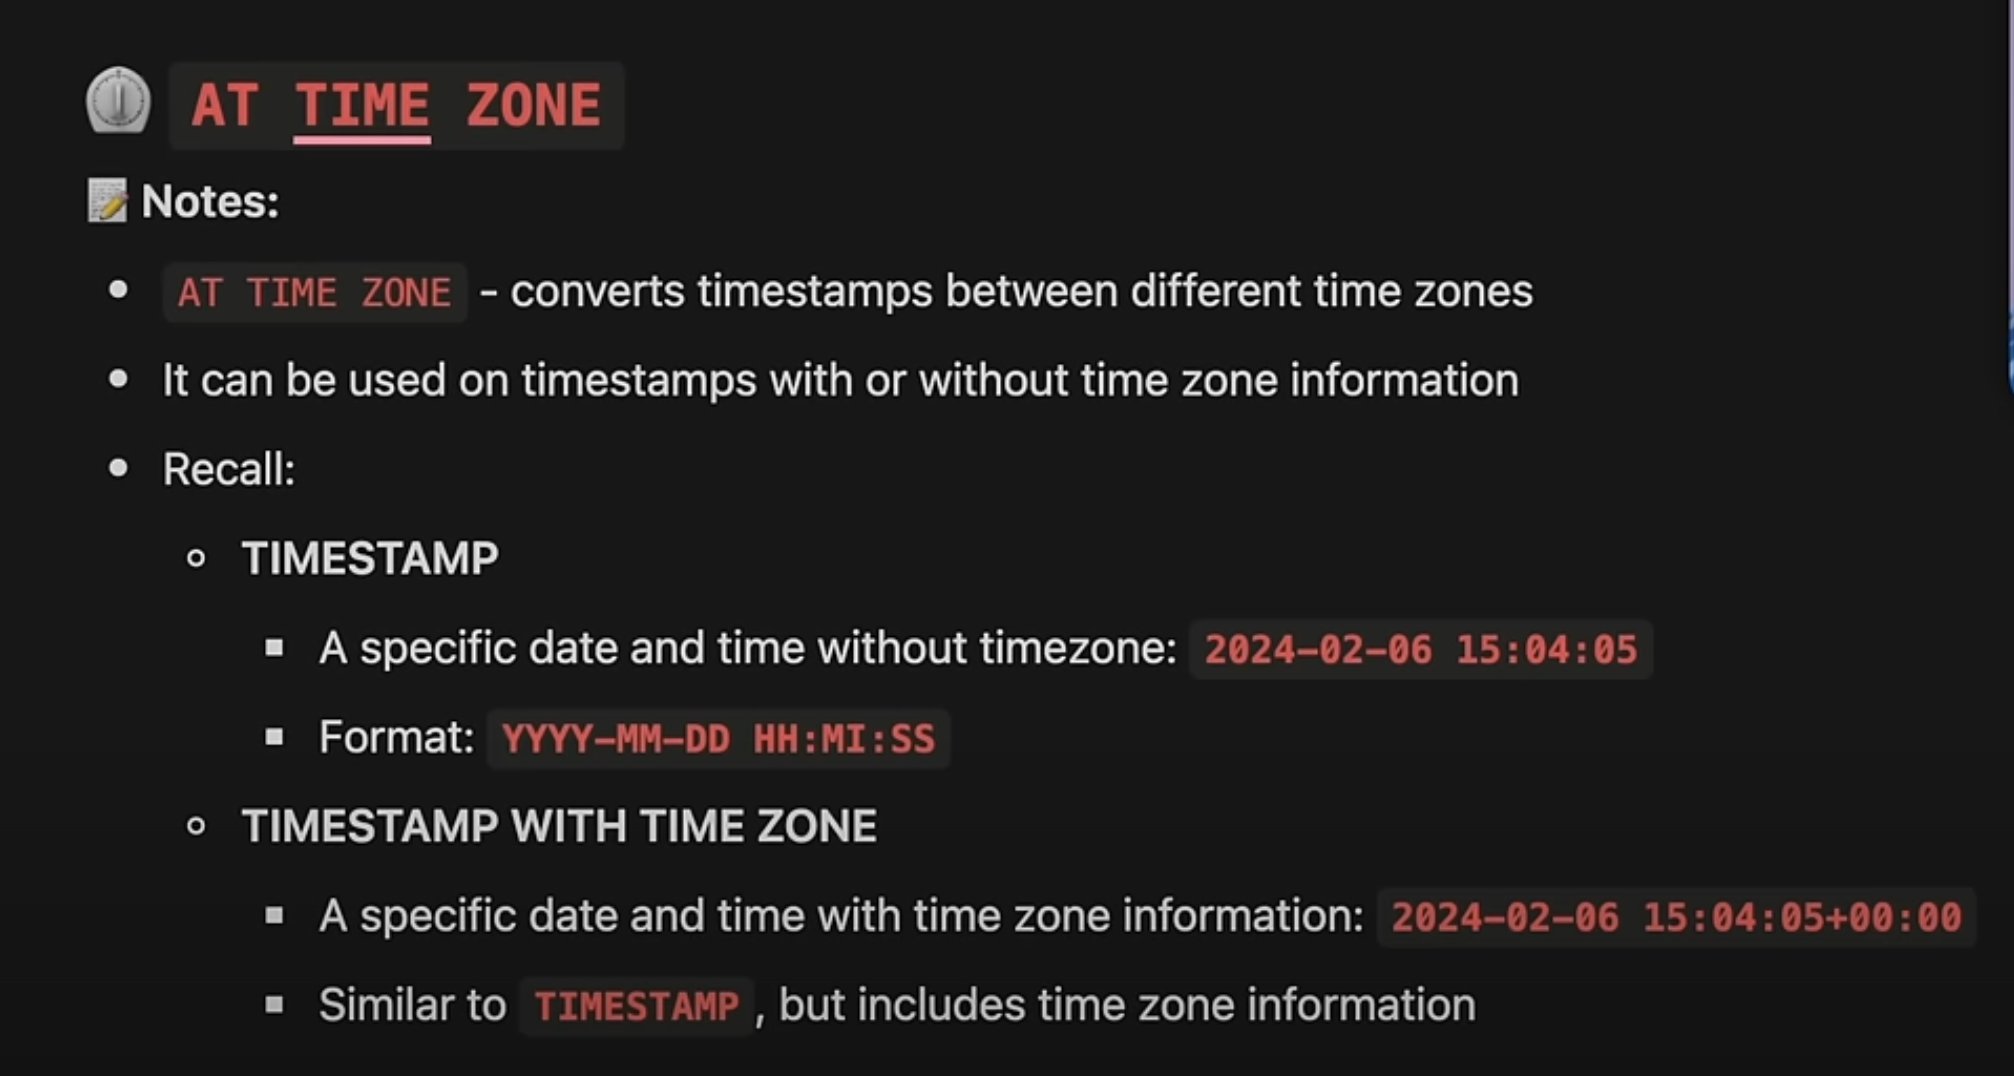 AT TIME ZONE
Notes:
AT TIME ZONE - converts timestamps between different time zones
It can be used on timestamps with or without time zone information
Recall:
TIMESTAMP
A specific date and time without timezone: 2024-02-06 15:04:05
Format: YYYY-MM-DD HH:MI:SS
TIMESTAMP WITH TIME ZONE
A specific date and time with time zone information: 2024-02-06 15:04:05+00:00
Similar to TIMESTAMP, but includes time zone information